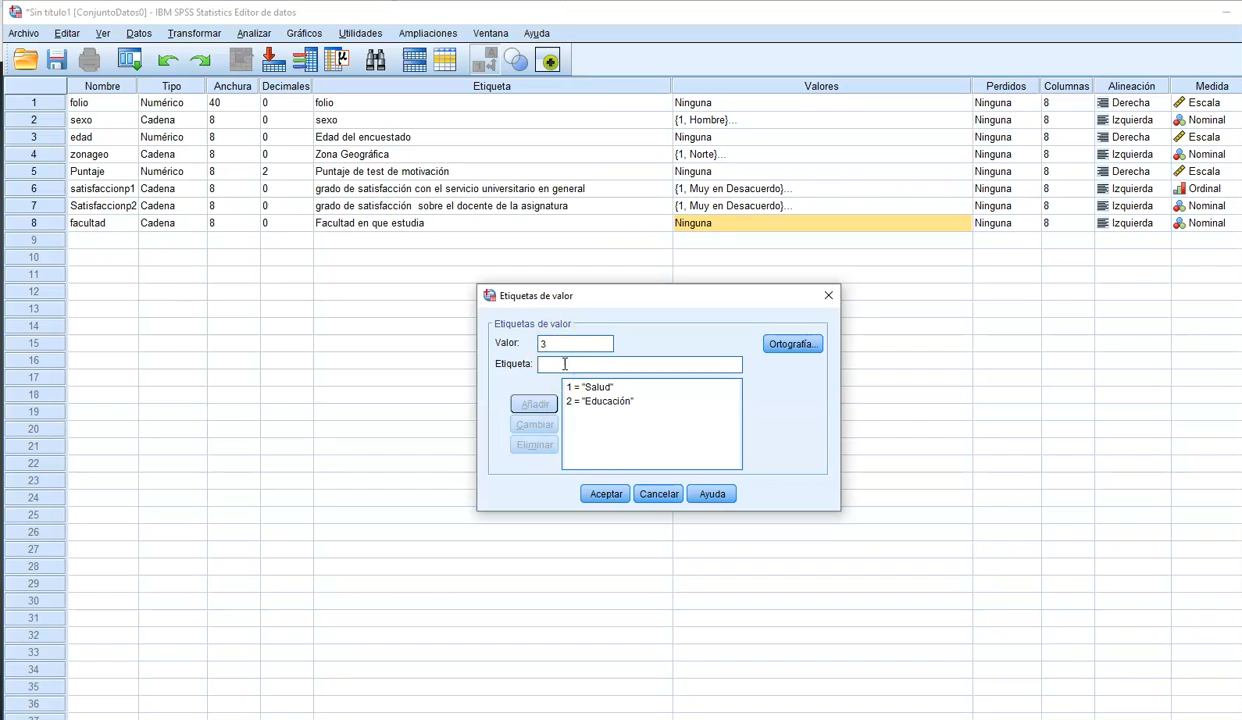 *Sin título1 [ConjuntoDatos0] - IBM SPSS Statistics Editor de datos
Archivo Editar Ver Datos Transformar Analizar Gráficos Utilidades Ampliaciones Ventana Ayuda
Nombre Tipo Anchura Decimales Etiqueta Valores Perdidos Columnas Alineación Medida
1 folio Numérico 40 0 folio Ninguna Ninguna 8 Derecha Escala
2 sexo Cadena 8 0 sexo {1, Hombre}... Ninguna 8 Izquierda Nominal
3 edad Numérico 8 0 Edad del encuestado Ninguna Ninguna 8 Derecha Escala
4 zonageo Cadena 8 0 Zona Geográfica {1, Norte}... Ninguna 8 Izquierda Nominal
5 Puntaje Numérico 8 2 Puntaje de test de motivación Ninguna Ninguna 8 Derecha Escala
6 satisfaccionp1 Cadena 8 0 grado de satisfacción con el servicio universitario en general {1, Muy en Desacuerdo}... Ninguna 8 Izquierda Ordinal
7 Satisfaccionp2 Cadena 8 0 grado de satisfacción sobre el docente de la asignatura {1, Muy en Desacuerdo}... Ninguna 8 Izquierda Nominal
8 facultad Cadena 8 0 Facultad en que estudia Ninguna Ninguna 8 Izquierda Nominal
9
10
11
12
13
14
15
16
17
18
19
20
21
22
23
24
25
26
27
28
29
30
31
32
33
34
35
36
37
Etiquetas de valor
Etiquetas de valor
Valor: 3 Ortografía...
Etiqueta:
1 = "Salud"
2 = "Educación"
Añadir
Cambiar
Eliminar
Aceptar Cancelar Ayuda